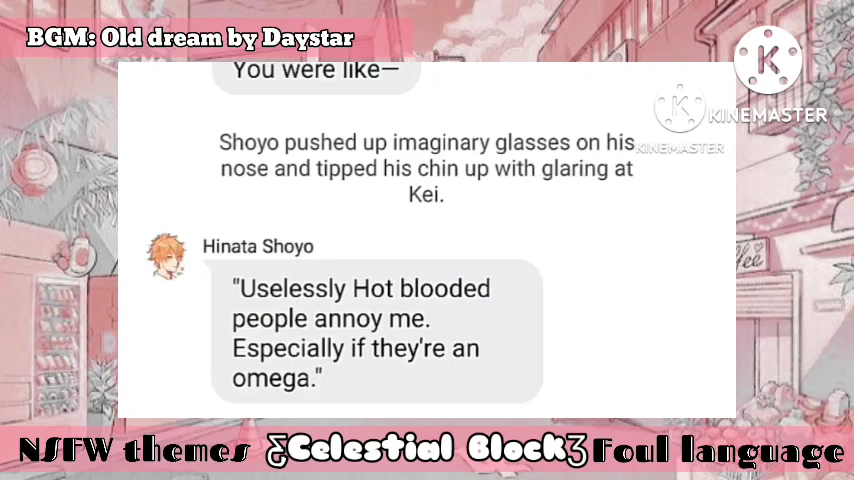 BGM: Old dream by Daystar
You were like—
KINEMASTER
KINEMASTER
Shoyo pushed up imaginary glasses on his
nose and tipped his chin up with glaring at
Kei.
Hinata Shoyo
"Uselessly Hot blooded
people annoy me.
Especially if they're an
omega."
NSFW themes ƸCelestial BlockƷ Foul language